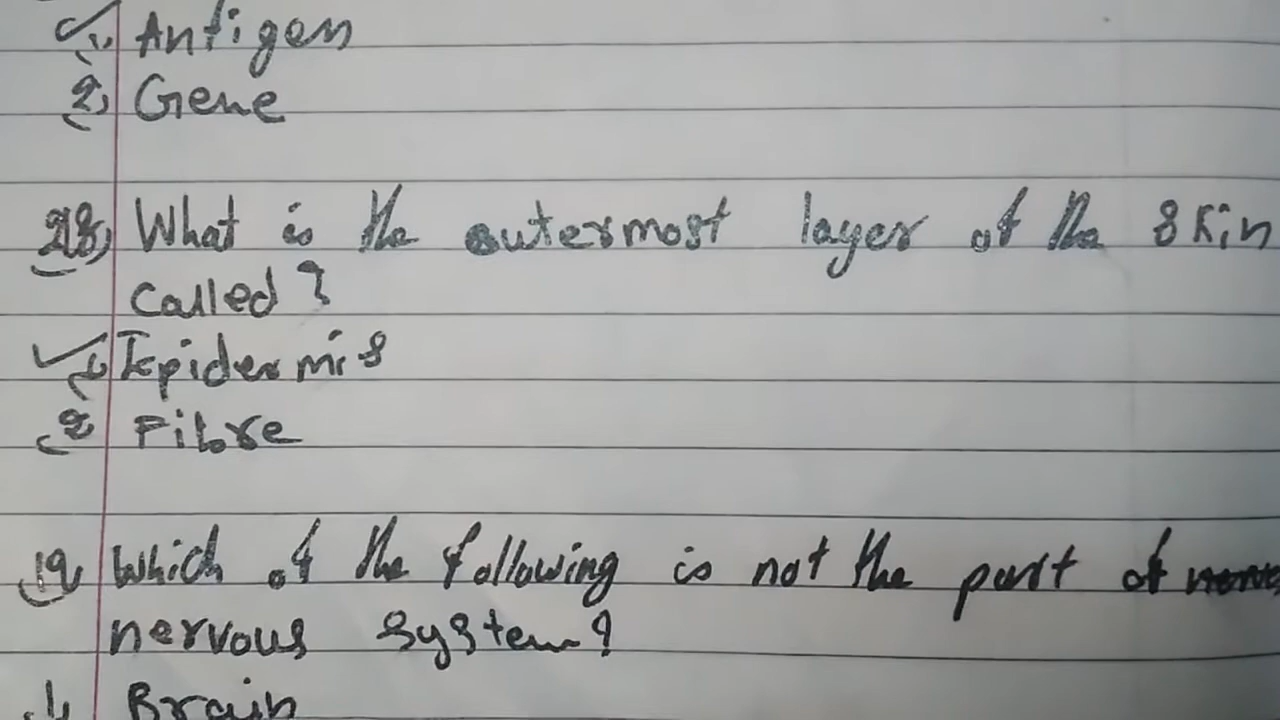 ✓1) Antigen
2) Gene
18) What is the outermost layer of the skin
called?
✓1) Epidermis
2) Fibre
19) Which of the following is not the part of
nervous system?
1) Brain